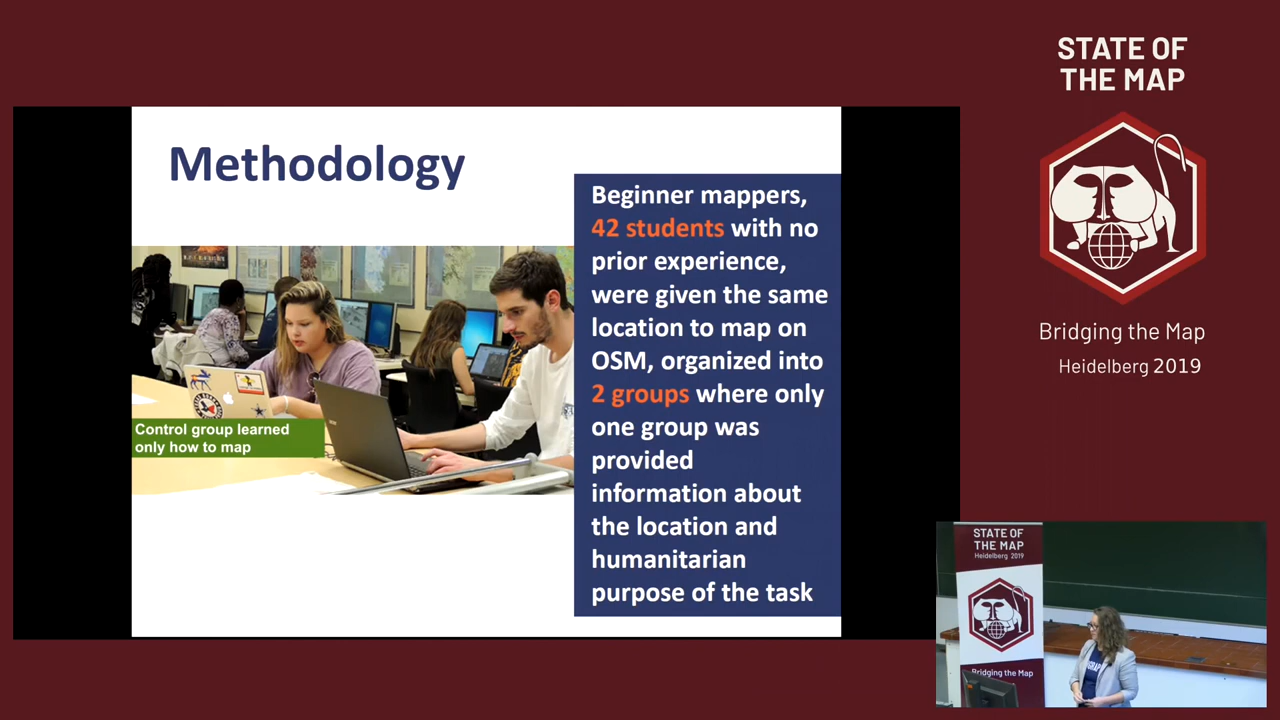 STATE OF
THE MAP
Bridging the Map
Heidelberg 2019
Methodology
Beginner mappers,
42 students with no
prior experience,
were given the same
location to map on
OSM, organized into
2 groups where only
one group was
provided
information about
the location and
humanitarian
purpose of the task
Control group learned
only how to map
STATE OF
THE MAP
Heidelberg 2019
Bridging the Map